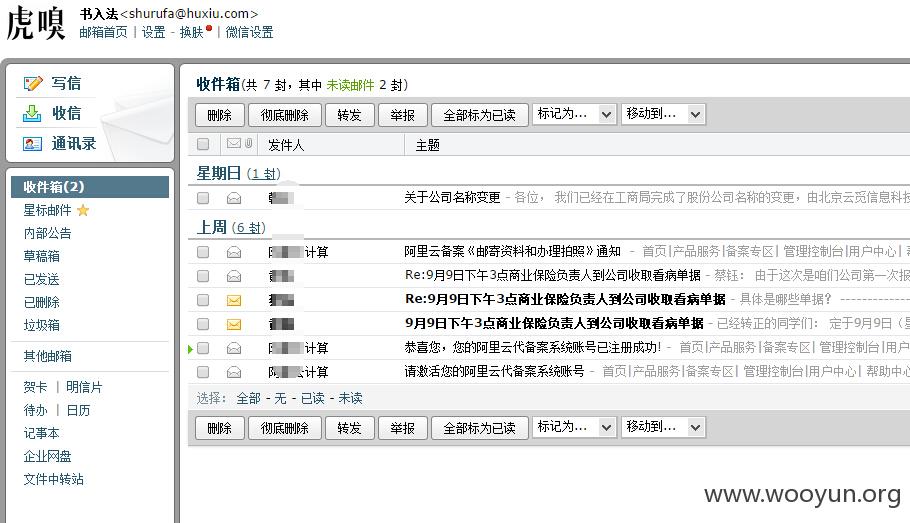 虎嗅
书入法<shurufa@huxiu.com>
邮箱首页 | 设置 - 换肤 | 微信设置
写信
收信
通讯录
收件箱(2)
星标邮件
内部公告
草稿箱
已发送
已删除
垃圾箱
其他邮箱
贺卡 | 明信片
待办 | 日历
记事本
企业网盘
文件中转站
收件箱(共 7 封，其中 未读邮件 2 封)
删除 彻底删除 转发 举报 全部标为已读 标记为... 移动到...
发件人 主题
星期日 (1 封)
关于公司名称变更 - 各位， 我们已经在工商局完成了股份公司名称的变更，由北京云觅信息科技
上周 (6 封)
计算 阿里云备案《邮寄资料和办理拍照》通知 - 首页|产品服务|备案专区| 管理控制台|用户中心|
Re:9月9日下午3点商业保险负责人到公司收取看病单据 - 蔡钰： 由于这次是咱们公司第一次报
Re:9月9日下午3点商业保险负责人到公司收取看病单据 - 具体是哪些单据？ ----------
9月9日下午3点商业保险负责人到公司收取看病单据 - 已经转正的同学们： 定于9月9日（星
计算 恭喜您，您的阿里云代备案系统账号已注册成功! - 首页|产品服务|备案专区| 管理控制台|用户
计算 请激活您的阿里云代备案系统账号 - 首页|产品服务|备案专区| 管理控制台|用户中心| 帮助中心
选择： 全部 - 无 - 已读 - 未读
删除 彻底删除 转发 举报 全部标为已读 标记为... 移动到...
www.wooyun.org